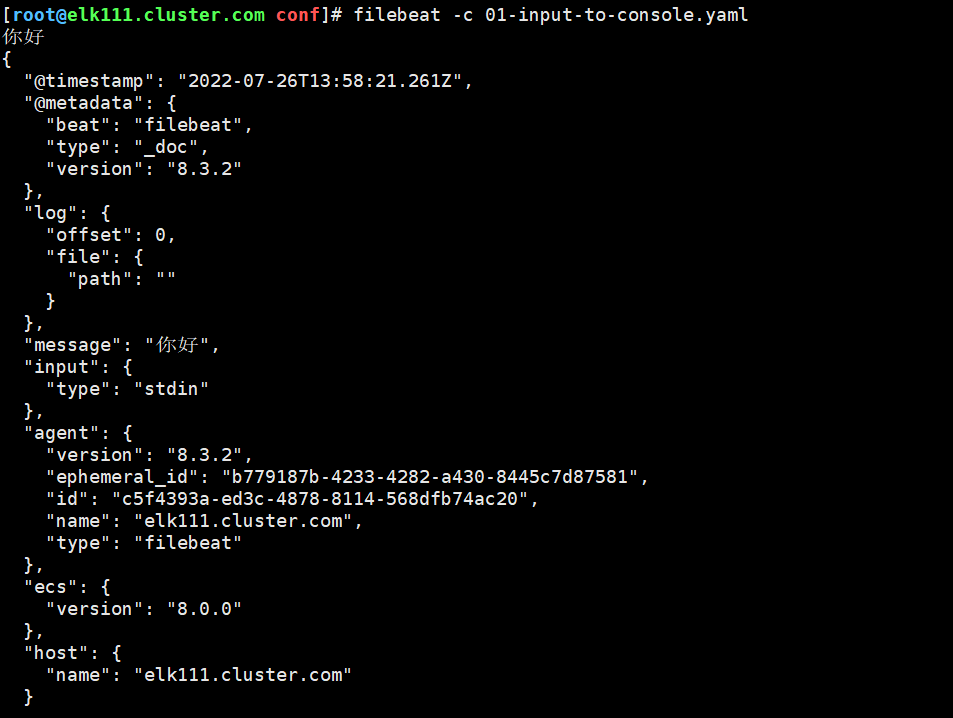 [root@elk111.cluster.com conf]# filebeat -c 01-input-to-console.yaml
你好
{
  "@timestamp": "2022-07-26T13:58:21.261Z",
  "@metadata": {
    "beat": "filebeat",
    "type": "_doc",
    "version": "8.3.2"
  },
  "log": {
    "offset": 0,
    "file": {
      "path": ""
    }
  },
  "message": "你好",
  "input": {
    "type": "stdin"
  },
  "agent": {
    "version": "8.3.2",
    "ephemeral_id": "b779187b-4233-4282-a430-8445c7d87581",
    "id": "c5f4393a-ed3c-4878-8114-568dfb74ac20",
    "name": "elk111.cluster.com",
    "type": "filebeat"
  },
  "ecs": {
    "version": "8.0.0"
  },
  "host": {
    "name": "elk111.cluster.com"
  }